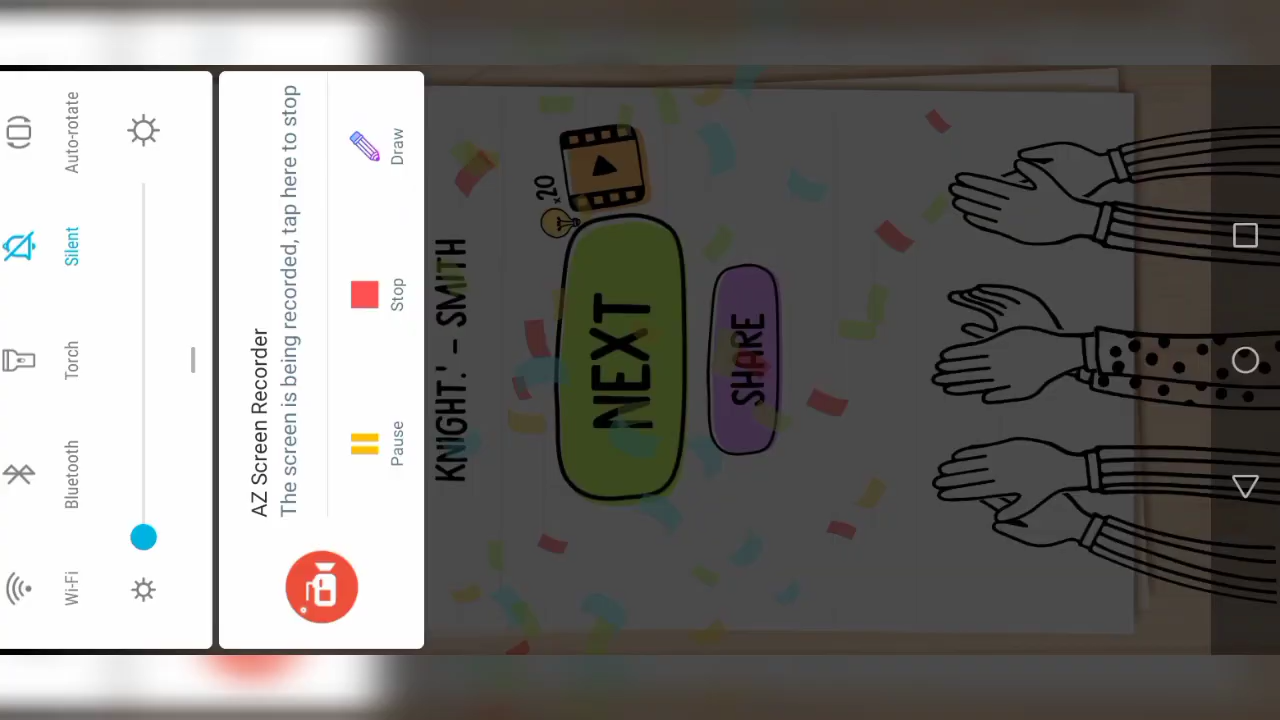 Wi-Fi
Bluetooth
Torch
Silent
Auto-rotate
AZ Screen Recorder
The screen is being recorded, tap here to stop
Pause
Stop
Draw
KNIGHT.' – SMITH
x20
NEXT
SHARE